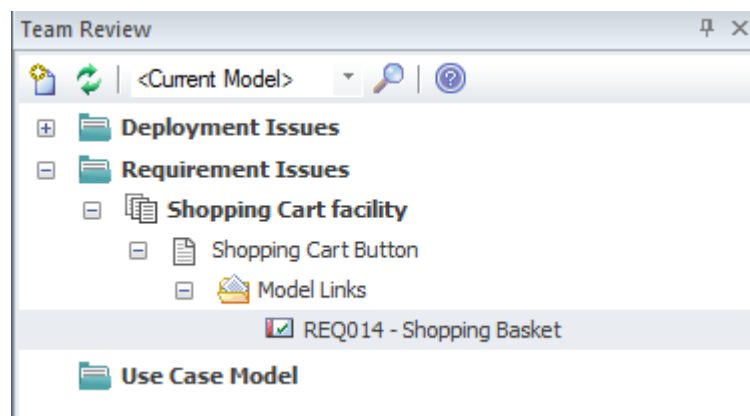 Team Review
<Current Model>
Deployment Issues
Requirement Issues
Shopping Cart facility
Shopping Cart Button
Model Links
REQ014 - Shopping Basket
Use Case Model